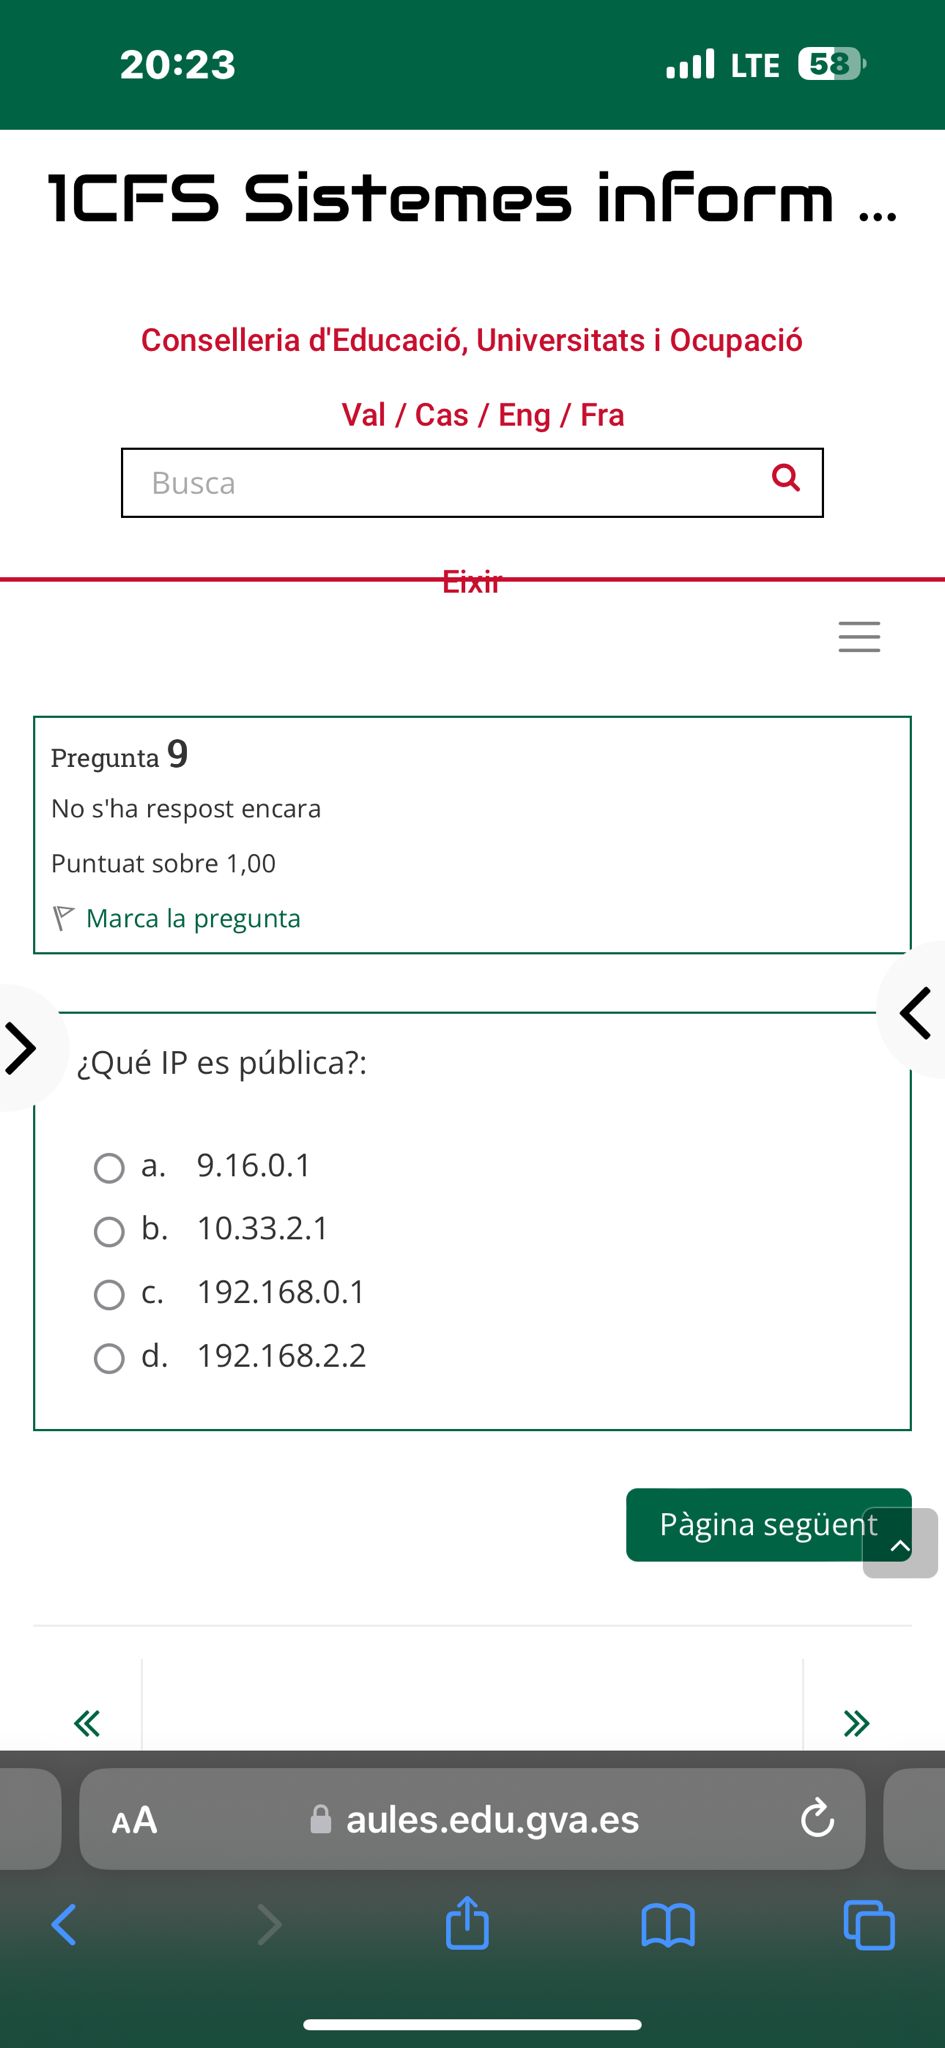 20:23
LTE 58
1CFS Sistemes inform ...
Conselleria d'Educació, Universitats i Ocupació
Val / Cas / Eng / Fra
Busca
Eixir
Pregunta 9
No s'ha respost encara
Puntuat sobre 1,00
Marca la pregunta
¿Qué IP es pública?:
a. 9.16.0.1
b. 10.33.2.1
c. 192.168.0.1
d. 192.168.2.2
Pàgina següent
AA aules.edu.gva.es